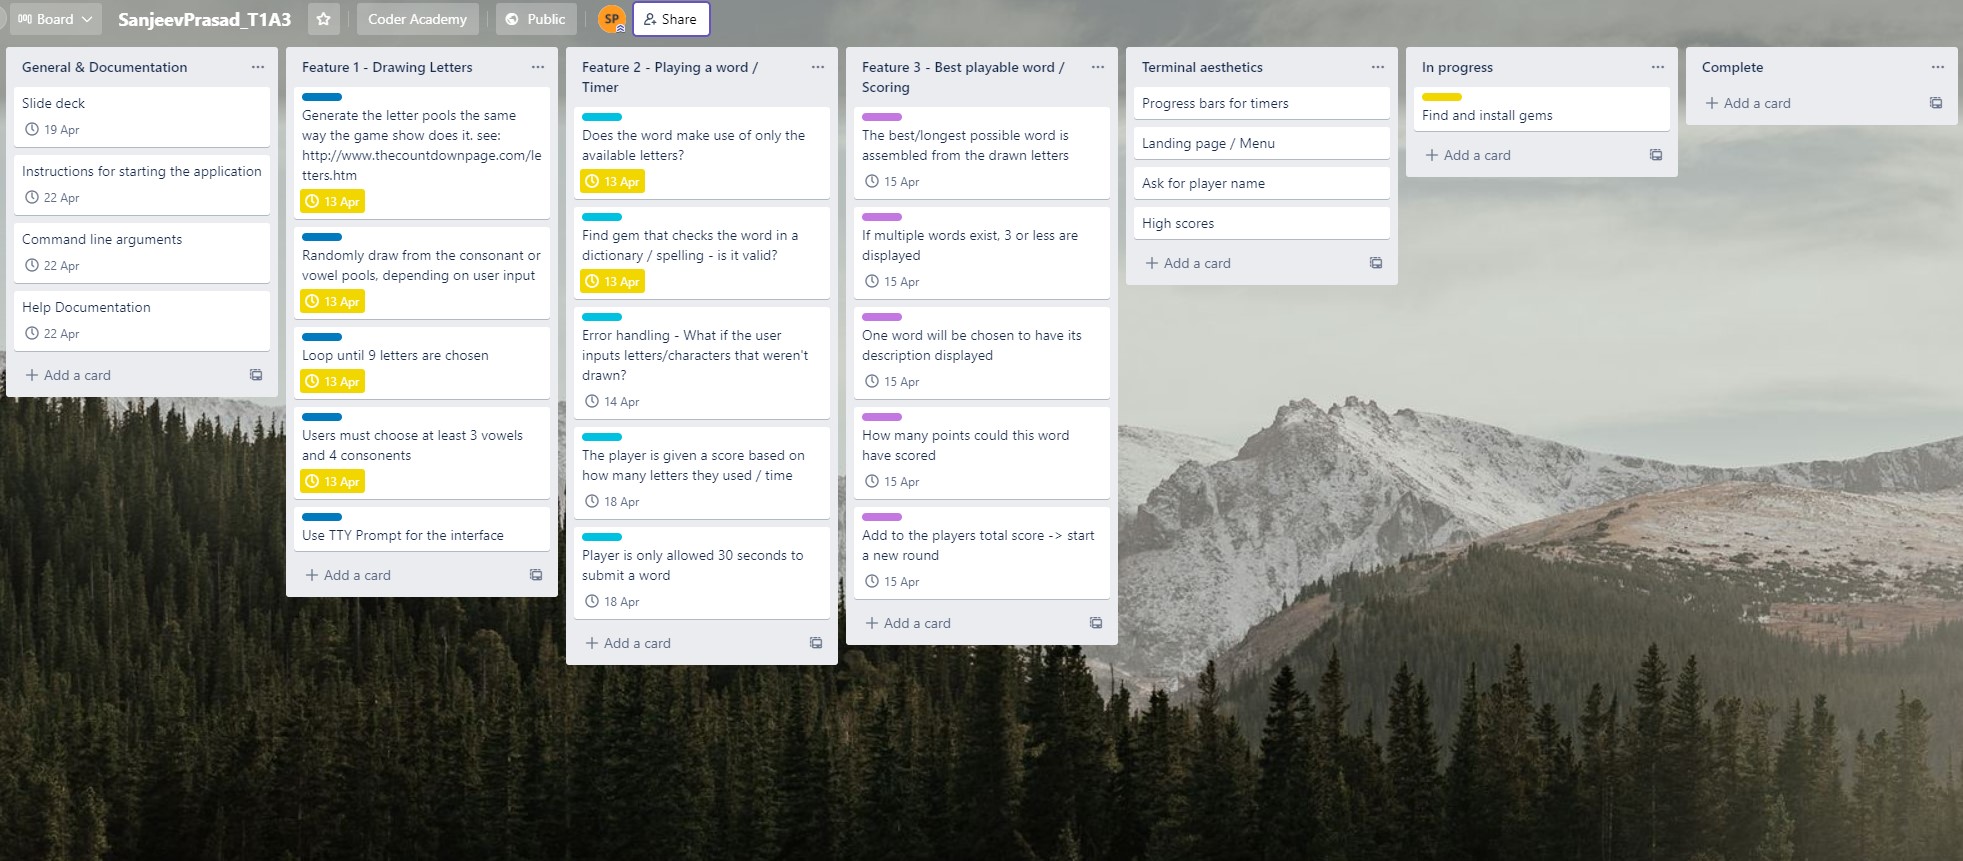 Board
SanjeevPrasad_T1A3
Coder Academy
Public
SP
Share
General & Documentation
Slide deck
19 Apr
Instructions for starting the application
22 Apr
Command line arguments
22 Apr
Help Documentation
22 Apr
+ Add a card
Feature 1 - Drawing Letters
Generate the letter pools the same
way the game show does it. see:
http://www.thecountdownpage.com/le
tters.htm
13 Apr
Randomly draw from the consonant or
vowel pools, depending on user input
13 Apr
Loop until 9 letters are chosen
13 Apr
Users must choose at least 3 vowels
and 4 consonents
13 Apr
Use TTY Prompt for the interface
+ Add a card
Feature 2 - Playing a word /
Timer
Does the word make use of only the
available letters?
13 Apr
Find gem that checks the word in a
dictionary / spelling - is it valid?
13 Apr
Error handling - What if the user
inputs letters/characters that weren't
drawn?
14 Apr
The player is given a score based on
how many letters they used / time
18 Apr
Player is only allowed 30 seconds to
submit a word
18 Apr
+ Add a card
Feature 3 - Best playable word /
Scoring
The best/longest possible word is
assembled from the drawn letters
15 Apr
If multiple words exist, 3 or less are
displayed
15 Apr
One word will be chosen to have its
description displayed
15 Apr
How many points could this word
have scored
15 Apr
Add to the players total score -> start
a new round
15 Apr
+ Add a card
Terminal aesthetics
Progress bars for timers
Landing page / Menu
Ask for player name
High scores
+ Add a card
In progress
Find and install gems
+ Add a card
Complete
+ Add a card